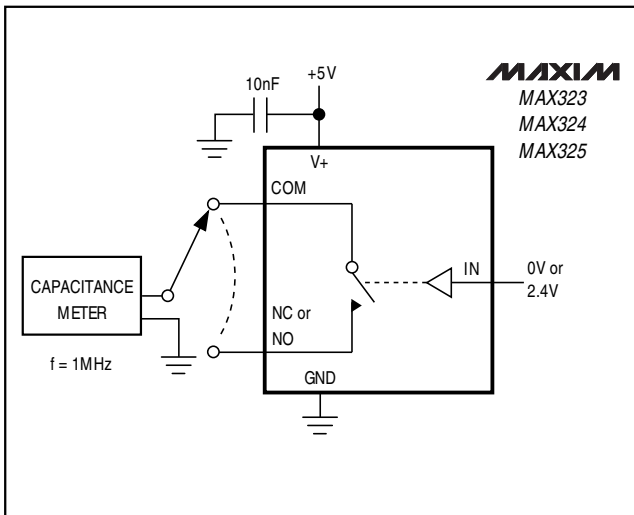 +5V
10nF
MAXIM
MAX323
MAX324
MAX325
V+
COM
IN
0V or
2.4V
CAPACITANCE
METER
NC or
NO
f = 1MHz
GND